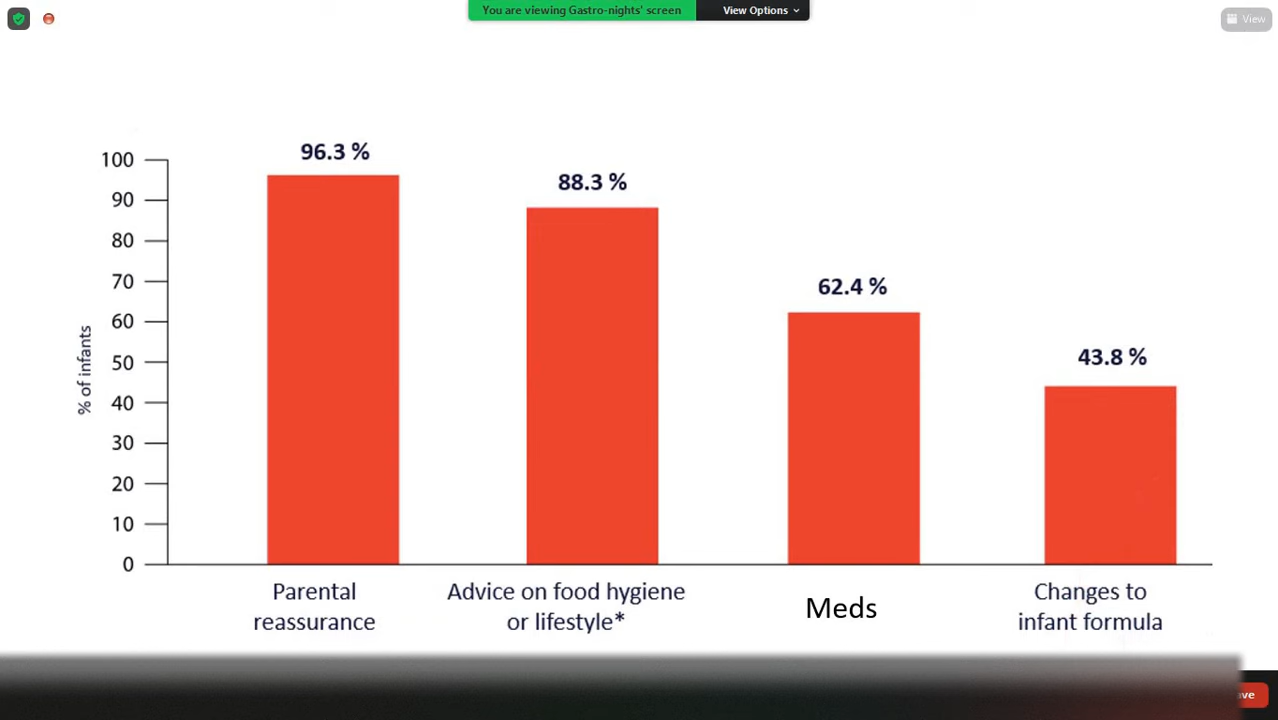 You are viewing Gastro-nights' screen
View Options
View
96.3 %
88.3 %
62.4 %
43.8 %
100
90
80
70
60
50
40
30
20
10
0
% of infants
Parental
reassurance
Advice on food hygiene
or lifestyle*
Meds
Changes to
infant formula